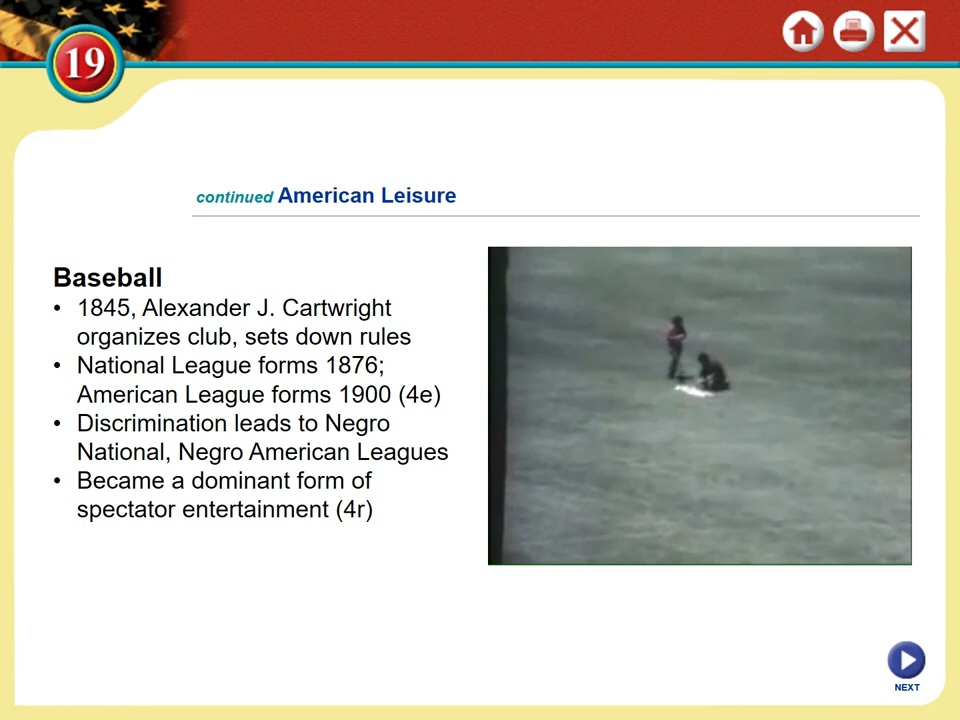 19
continued American Leisure
Baseball
• 1845, Alexander J. Cartwright
organizes club, sets down rules
• National League forms 1876;
American League forms 1900 (4e)
• Discrimination leads to Negro
National, Negro American Leagues
• Became a dominant form of
spectator entertainment (4r)
NEXT